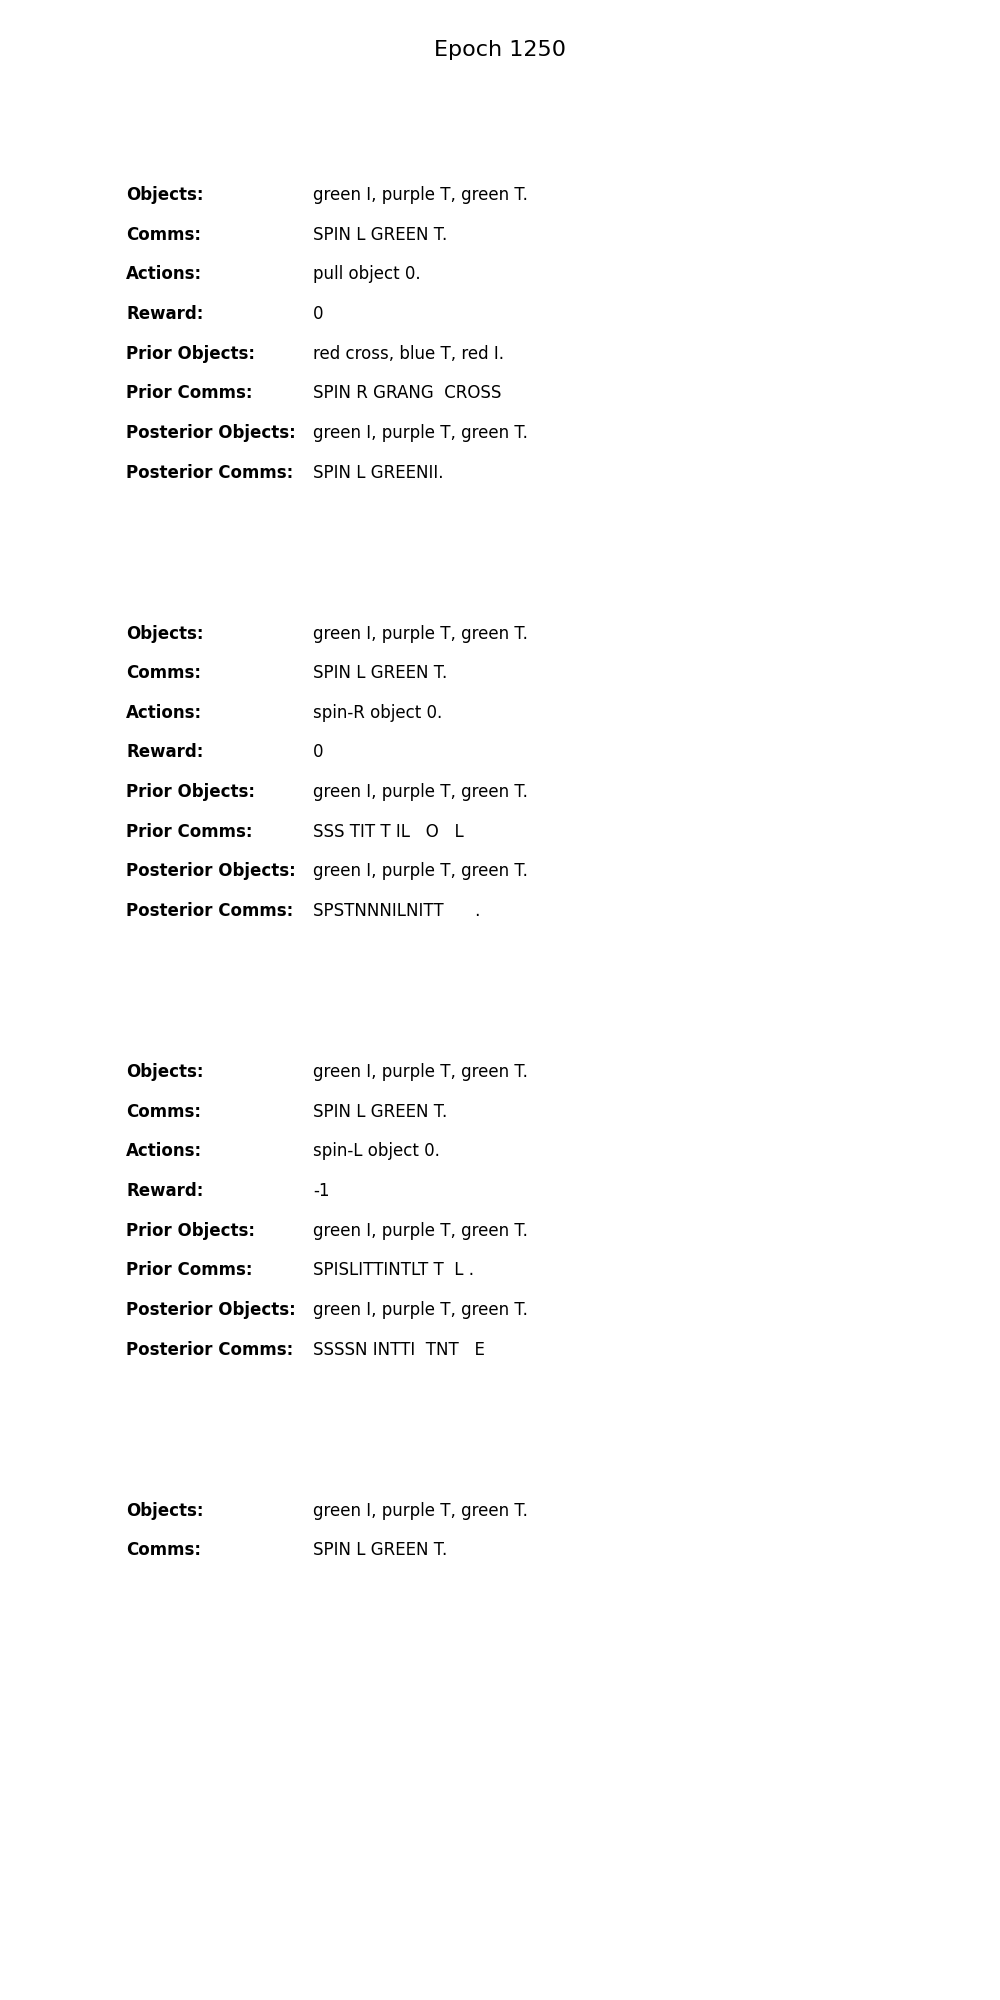 Epoch 1250
Objects: green I, purple T, green T.
Comms: SPIN L GREEN T.
Actions: pull object 0.
Reward: 0
Prior Objects: red cross, blue T, red I.
Prior Comms: SPIN R GRANG  CROSS
Posterior Objects: green I, purple T, green T.
Posterior Comms: SPIN L GREENII.
Objects: green I, purple T, green T.
Comms: SPIN L GREEN T.
Actions: spin-R object 0.
Reward: 0
Prior Objects: green I, purple T, green T.
Prior Comms: SSS TIT T IL   O   L
Posterior Objects: green I, purple T, green T.
Posterior Comms: SPSTNNNILNITT      .
Objects: green I, purple T, green T.
Comms: SPIN L GREEN T.
Actions: spin-L object 0.
Reward: -1
Prior Objects: green I, purple T, green T.
Prior Comms: SPISLITTINTLT T  L .
Posterior Objects: green I, purple T, green T.
Posterior Comms: SSSSN INTTI  TNT   E
Objects: green I, purple T, green T.
Comms: SPIN L GREEN T.